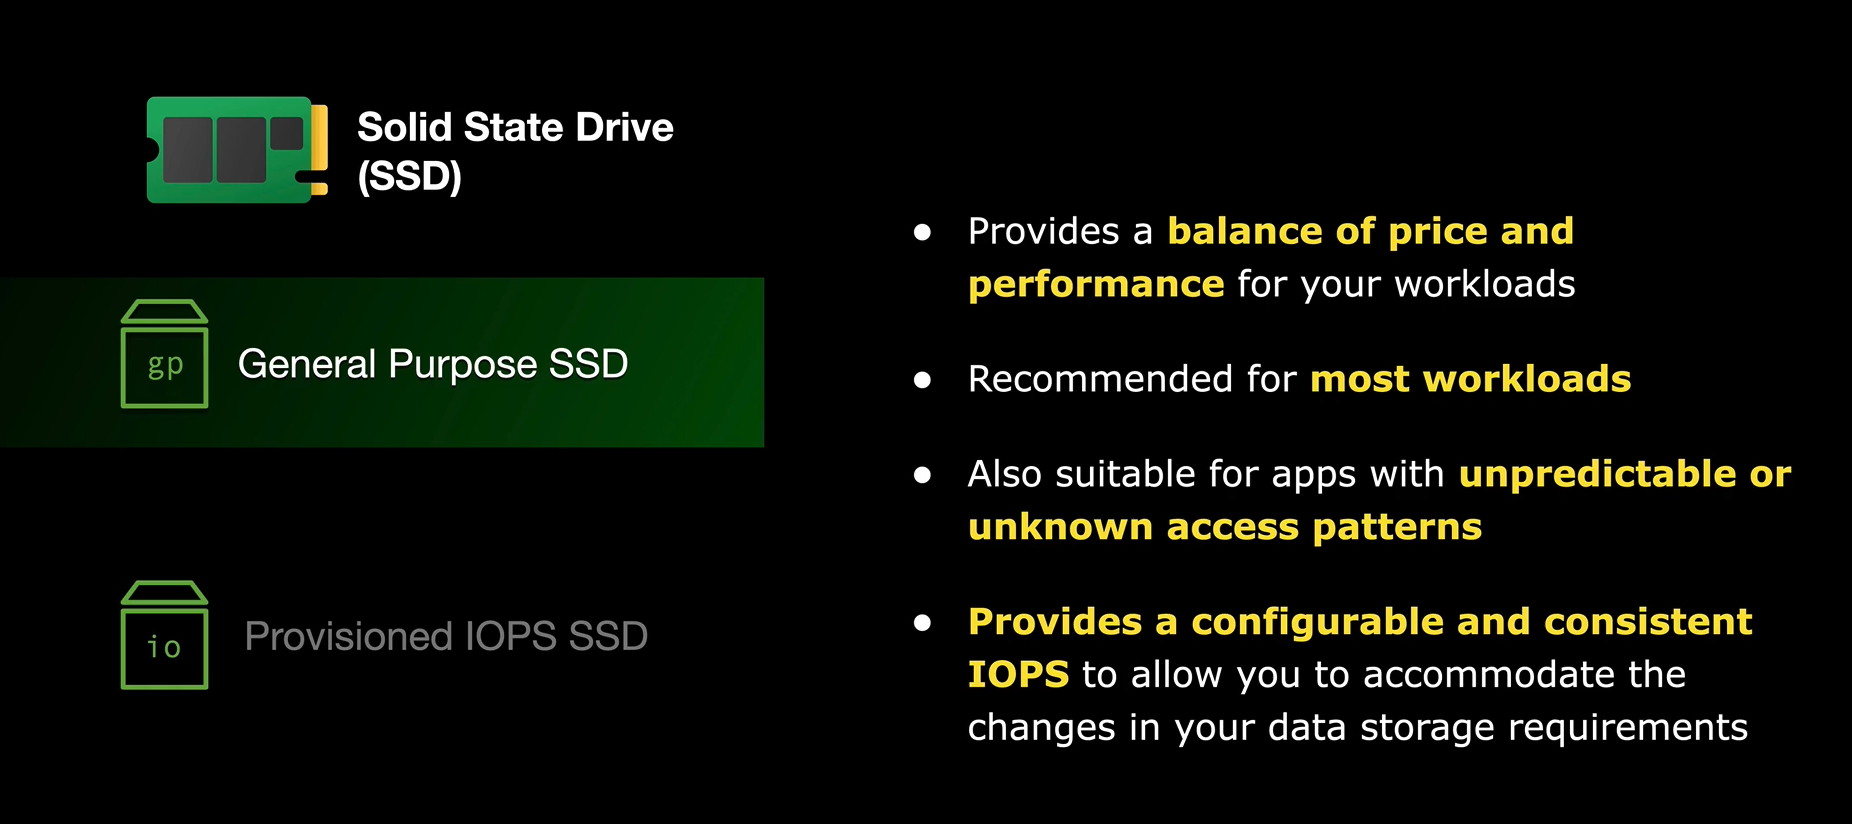 Solid State Drive
(SSD)
gp
General Purpose SSD
io
Provisioned IOPS SSD
● Provides a balance of price and
performance for your workloads
● Recommended for most workloads
● Also suitable for apps with unpredictable or
unknown access patterns
● Provides a configurable and consistent
IOPS to allow you to accommodate the
changes in your data storage requirements